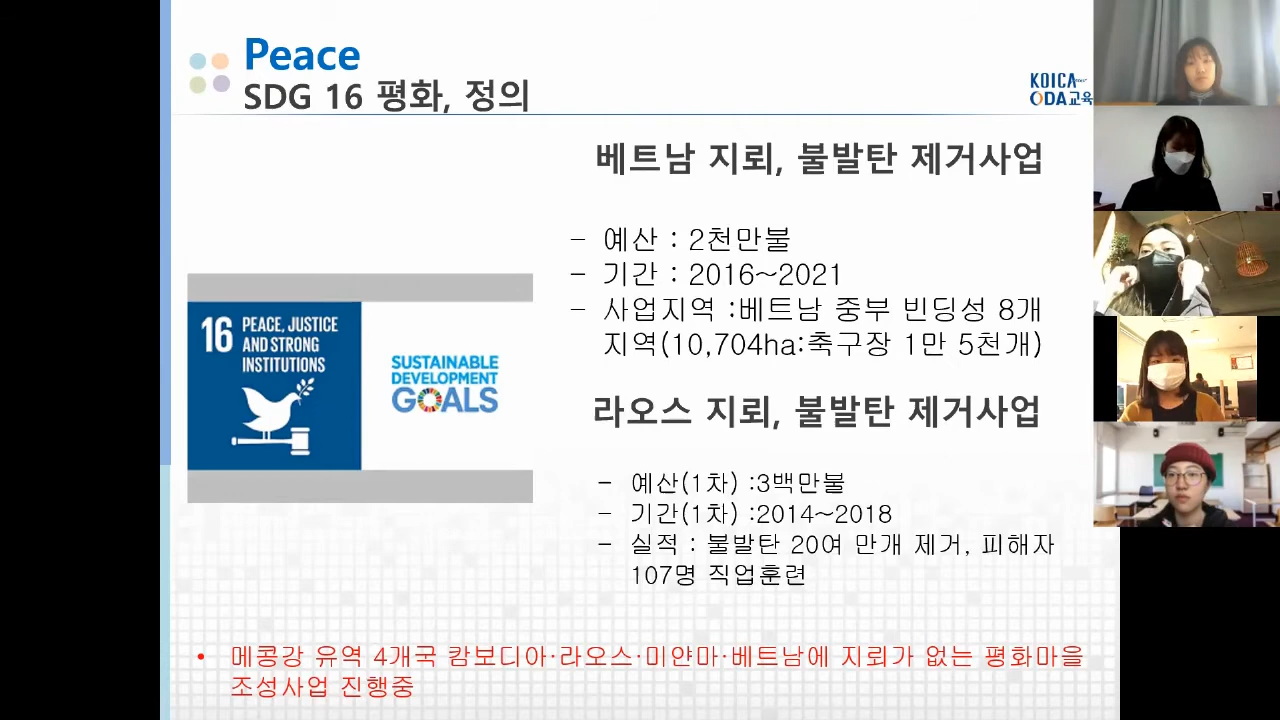 Peace
SDG 16 평화, 정의
KOICA
ODA교육
베트남 지뢰, 불발탄 제거사업
- 예산 : 2천만불
- 기간 : 2016~2021
- 사업지역 :베트남 중부 빈딩성 8개
지역(10,704ha:축구장 1만 5천개)
16 PEACE, JUSTICE
AND STRONG
INSTITUTIONS
SUSTAINABLE
DEVELOPMENT
GOALS
라오스 지뢰, 불발탄 제거사업
- 예산(1차) :3백만불
- 기간(1차) :2014~2018
- 실적 : 불발탄 20여 만개 제거, 피해자
107명 직업훈련
• 메콩강 유역 4개국 캄보디아·라오스·미얀마·베트남에 지뢰가 없는 평화마을
조성사업 진행중